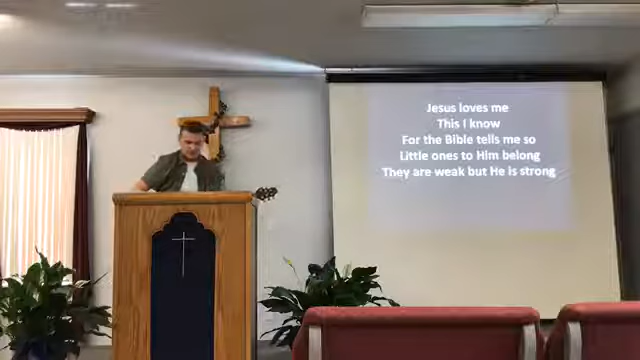 Jesus loves me
This I know
For the Bible tells me so
Little ones to Him belong
They are weak but He is strong